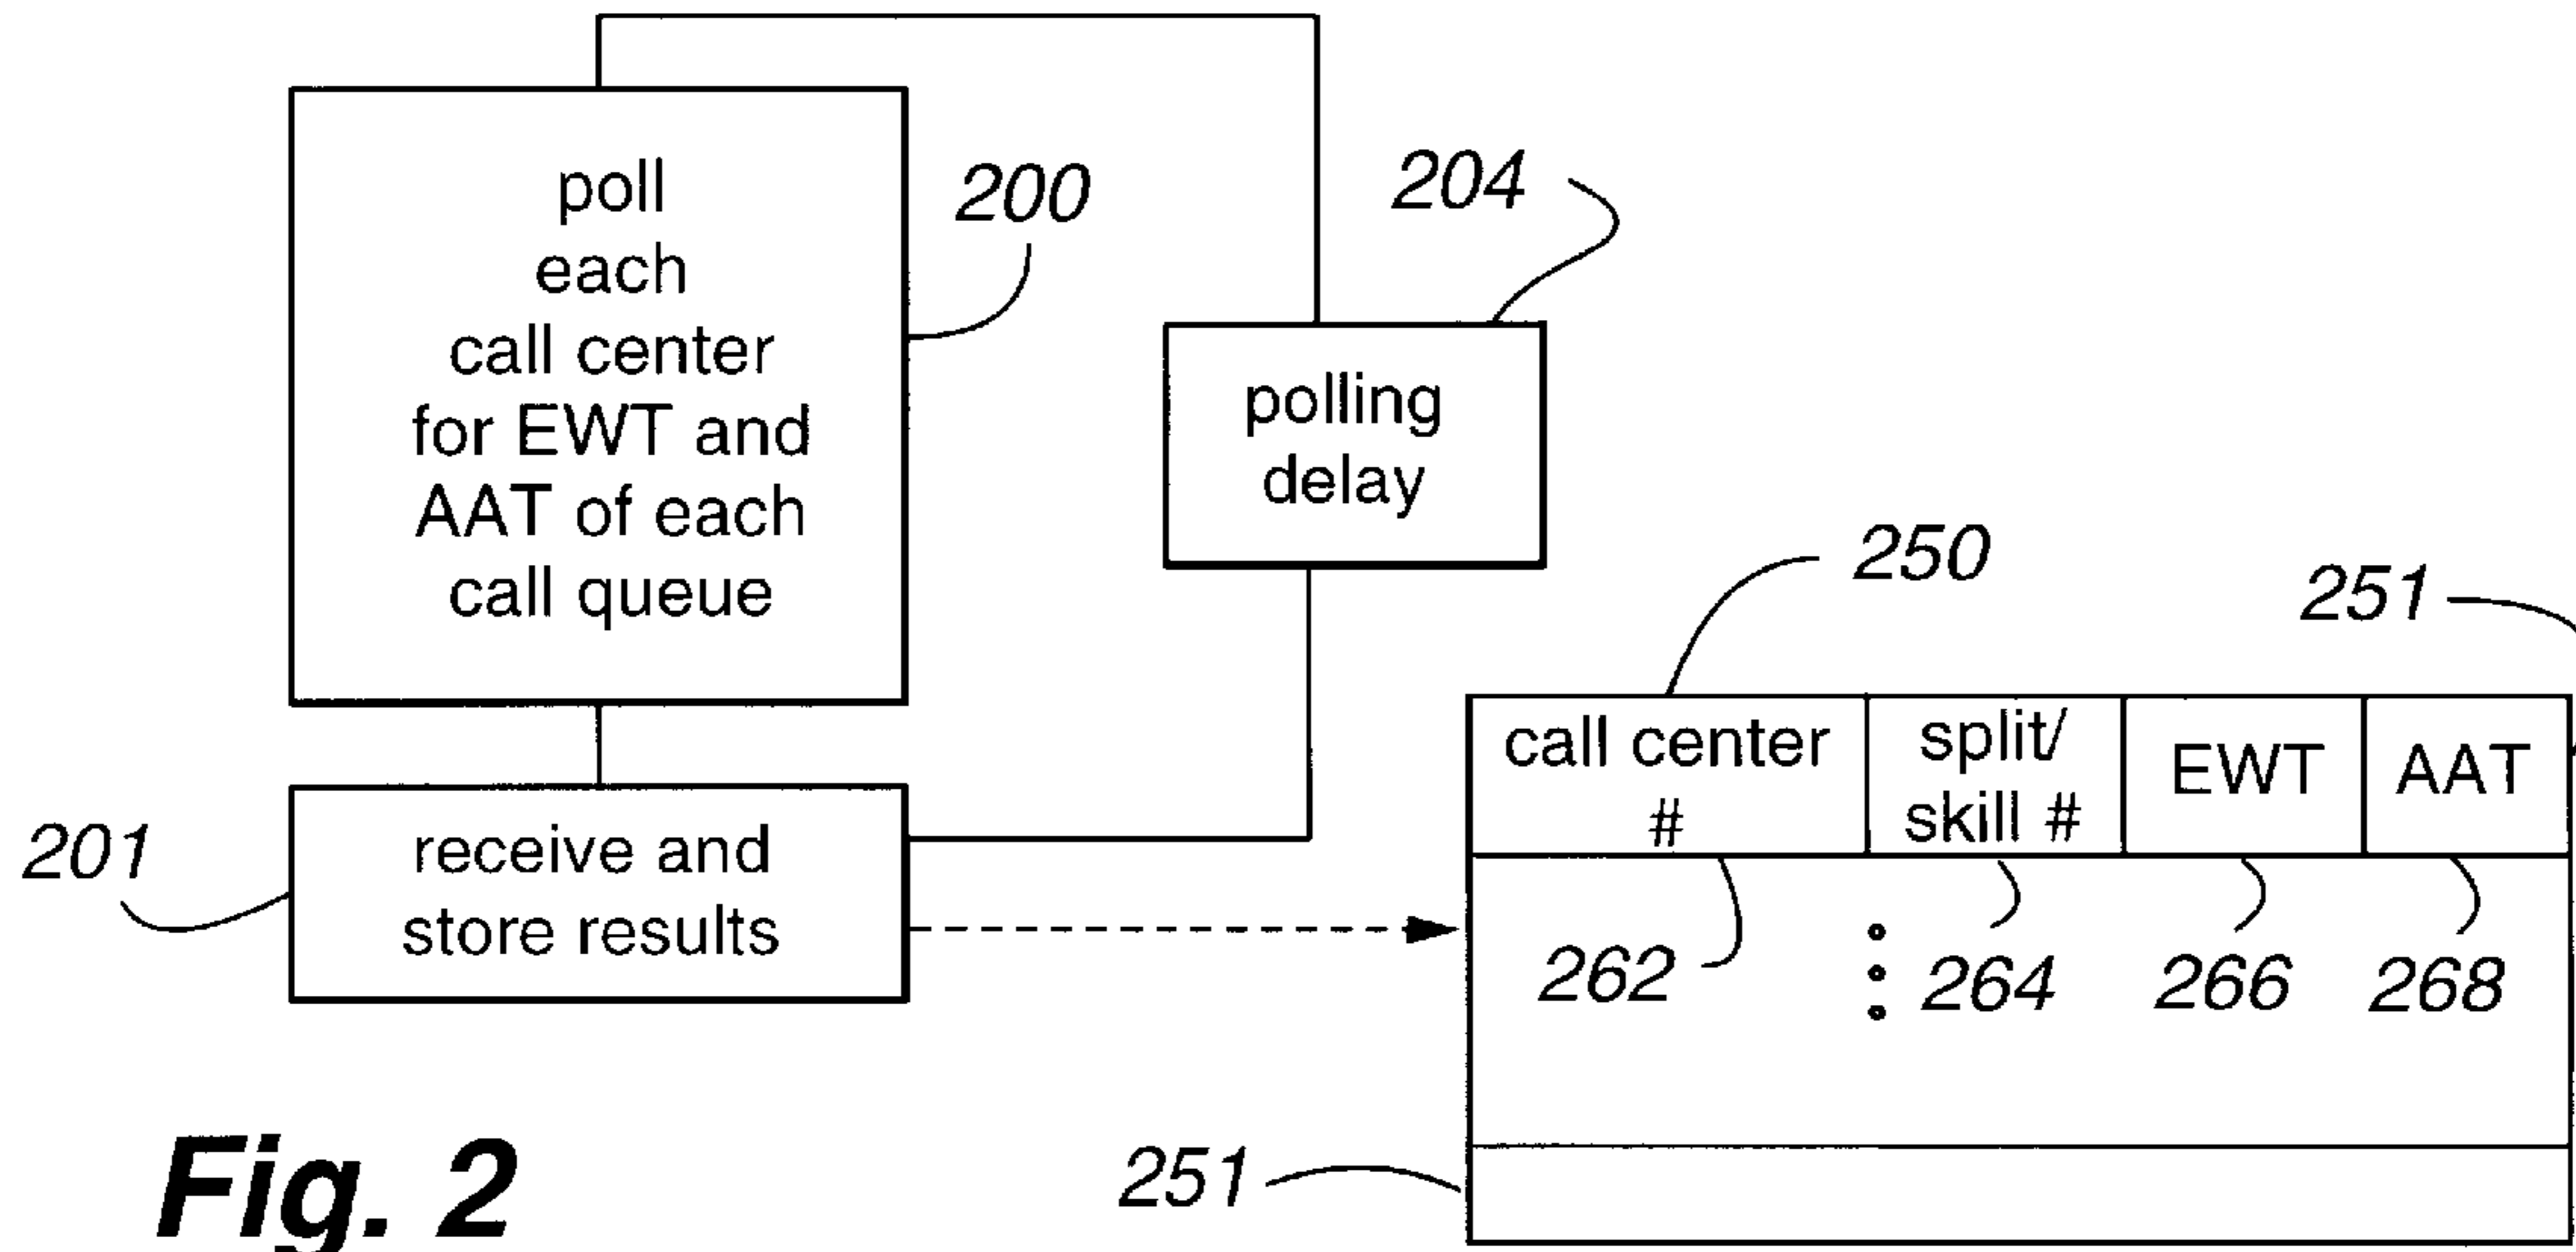 poll
each
call center
for EWT and
AAT of each
call queue
200
204
polling
delay
250
251
call center
#
split/
skill #
EWT
AAT
201
receive and
store results
262
264
266
268
251
Fig. 2